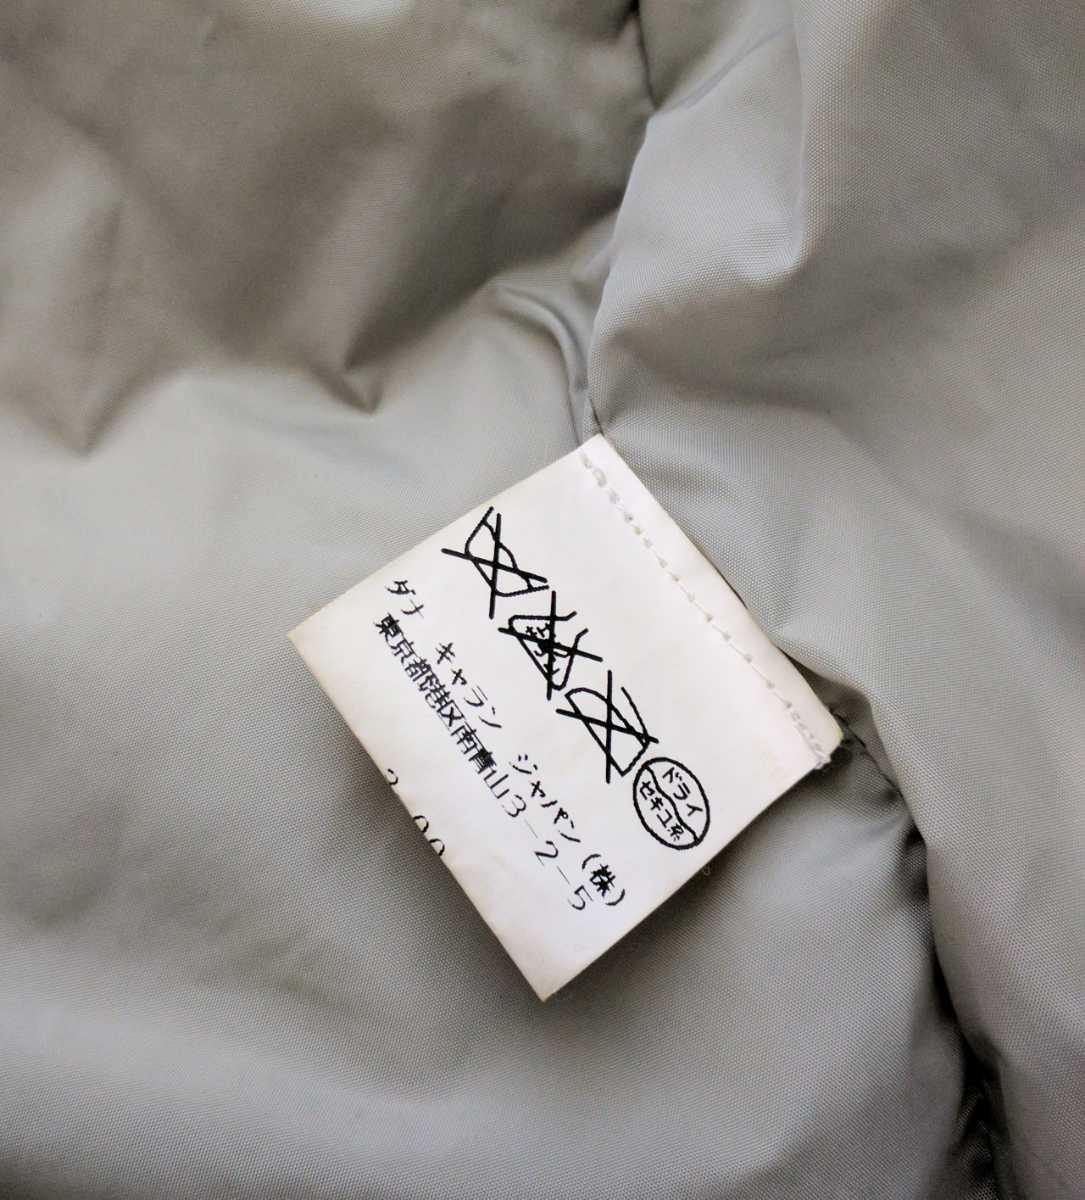 ドライ
セキユ系
ダナ キャラン ジャパン (株)
東京都港区南青山3-2-5